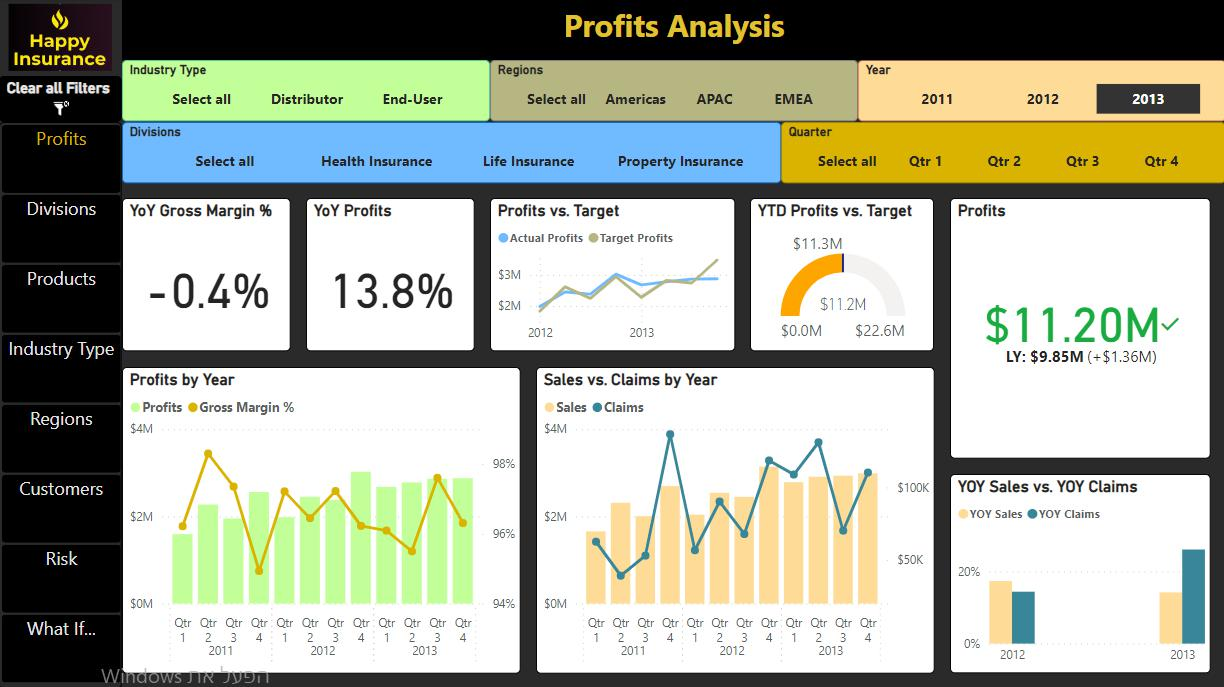 Happy
Insurance
Profits Analysis
Clear all Filters
Profits
Divisions
Products
Industry Type
Regions
Customers
Risk
What If...
Industry Type
Select all Distributor End-User
Regions
Select all Americas APAC EMEA
Year
2011 2012 2013
Divisions
Select all Health Insurance Life Insurance Property Insurance
Quarter
Select all Qtr 1 Qtr 2 Qtr 3 Qtr 4
YoY Gross Margin %
-0.4%
YoY Profits
13.8%
Profits vs. Target
Actual Profits Target Profits
$3M
$2M
2012 2013
YTD Profits vs. Target
$11.3M
$11.2M
$0.0M $22.6M
Profits
$11.20M
LY: $9.85M (+$1.36M)
Profits by Year
Profits Gross Margin %
$4M
98%
$2M
96%
$0M 94%
Qtr Qtr Qtr Qtr Qtr Qtr Qtr Qtr Qtr Qtr Qtr Qtr
1 2 3 4 1 2 3 4 1 2 3 4
2011 2012 2013
Sales vs. Claims by Year
Sales Claims
$4M
$100K
$2M
$50K
$0M
Qtr Qtr Qtr Qtr Qtr Qtr Qtr Qtr Qtr Qtr Qtr Qtr
1 2 3 4 1 2 3 4 1 2 3 4
2011 2012 2013
YOY Sales vs. YOY Claims
YOY Sales YOY Claims
20%
0%
2012 2013
הפעל את Windows